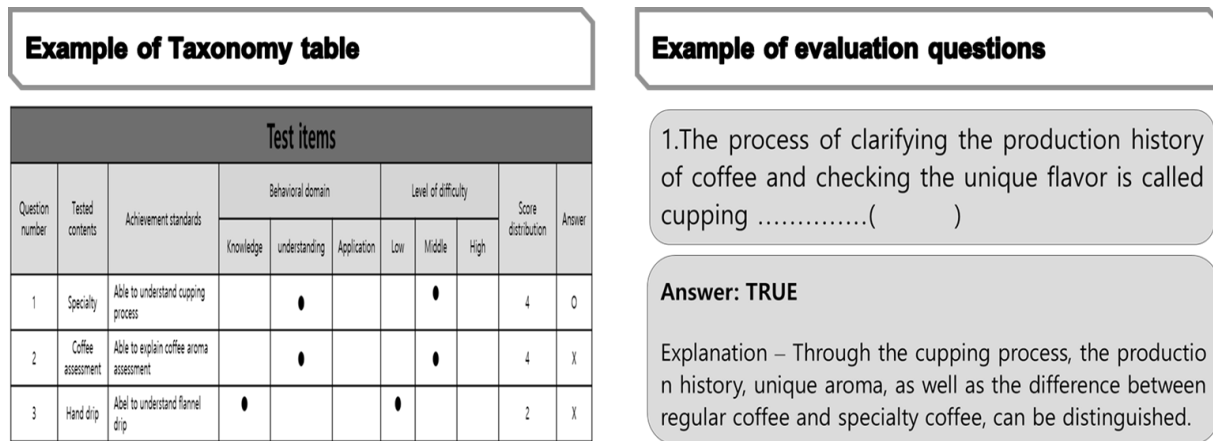 Example of Taxonomy table
Test items
Question
number
Tested
contents
Achievement standards
Behavioral domain
Level of difficulty
Score
distribution
Answer
Knowledge
understanding
Application
Low
Middle
High
1
Specialty
Able to understand cupping
process
4
O
2
Coffee
assessment
Able to explain coffee aroma
assessment
4
X
3
Hand drip
Abel to understand flannel
drip
2
X
Example of evaluation questions
1.The process of clarifying the production history
of coffee and checking the unique flavor is called
cupping ..............( )
Answer: TRUE
Explanation – Through the cupping process, the productio
n history, unique aroma, as well as the difference between
regular coffee and specialty coffee, can be distinguished.